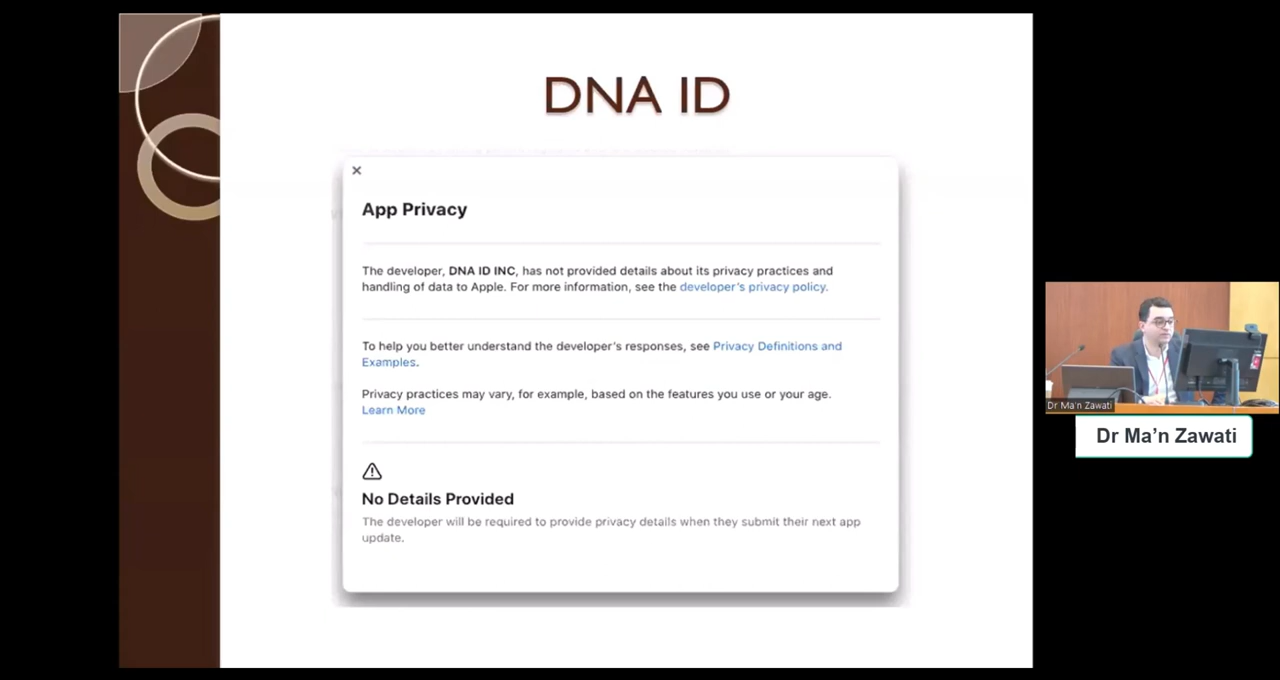 DNA ID
×
App Privacy
The developer, DNA ID INC, has not provided details about its privacy practices and
handling of data to Apple. For more information, see the developer's privacy policy.
To help you better understand the developer's responses, see Privacy Definitions and
Examples.
Privacy practices may vary, for example, based on the features you use or your age.
Learn More
No Details Provided
The developer will be required to provide privacy details when they submit their next app
update.
Dr Ma'n Zawati
Dr Ma’n Zawati